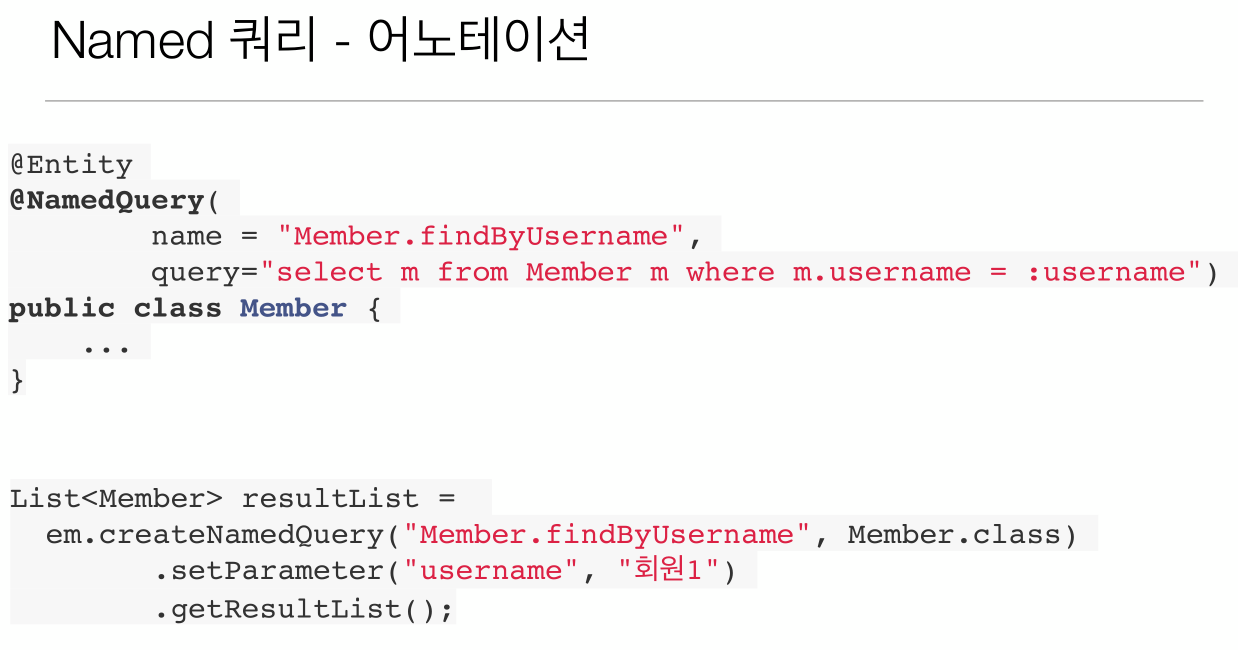 Named 쿼리 - 어노테이션
@Entity
@NamedQuery(
        name = "Member.findByUsername",
        query="select m from Member m where m.username = :username")
public class Member {
    ...
}
List<Member> resultList =
  em.createNamedQuery("Member.findByUsername", Member.class)
        .setParameter("username", "회원1")
        .getResultList();